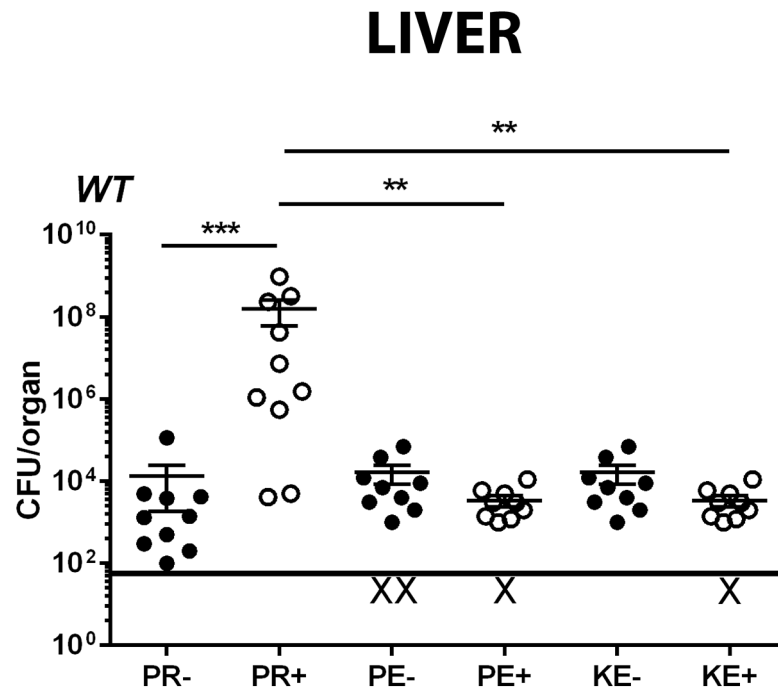 LIVER
**
WT
**
***
10^10
10^8
10^6
10^4
10^2
10^0
CFU/organ
XX X X
PR- PR+ PE- PE+ KE- KE+